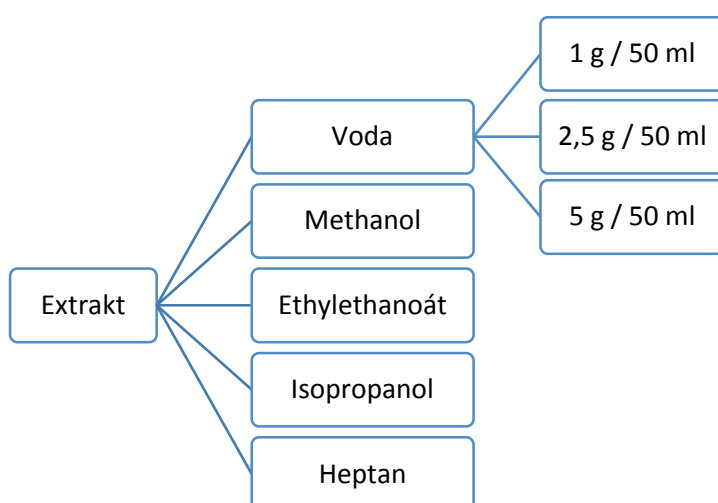 Extrakt
Voda
1 g / 50 ml
2,5 g / 50 ml
5 g / 50 ml
Methanol
Ethylethanoát
Isopropanol
Heptan